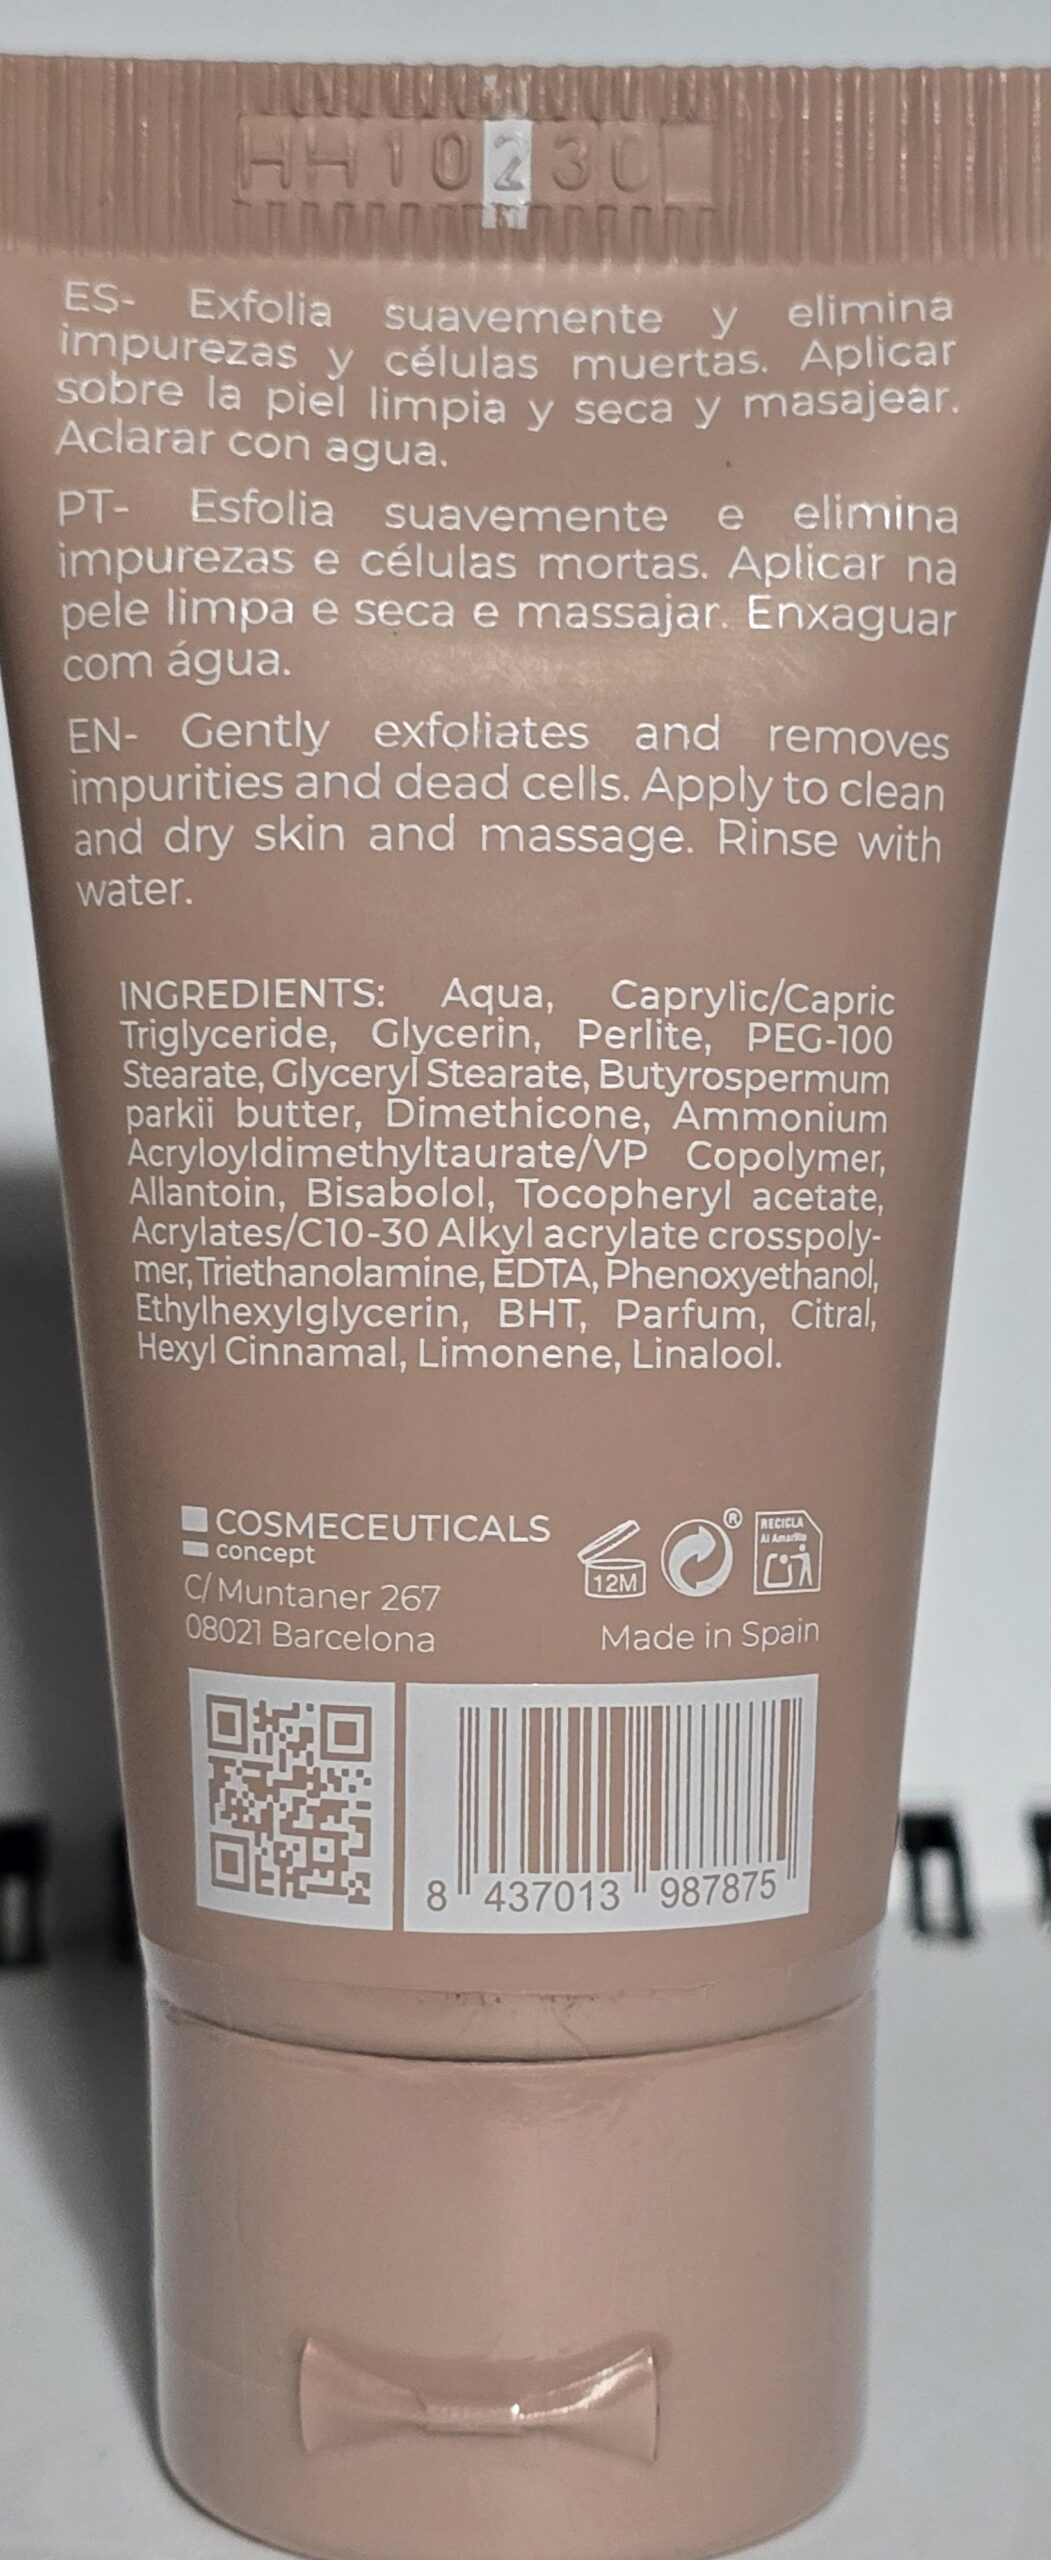 HH10230
ES- Exfolia suavemente y elimina
impurezas y células muertas. Aplicar
sobre la piel limpia y seca y masajear.
Aclarar con agua.
PT- Esfolia suavemente e elimina
impurezas e células mortas. Aplicar na
pele limpa e seca e massajar. Enxaguar
com água.
EN- Gently exfoliates and removes
impurities and dead cells. Apply to clean
and dry skin and massage. Rinse with
water.
INGREDIENTS: Aqua, Caprylic/Capric
Triglyceride, Glycerin, Perlite, PEG-100
Stearate, Glyceryl Stearate, Butyrospermum
parkii butter, Dimethicone, Ammonium
Acryloyldimethyltaurate/VP Copolymer,
Allantoin, Bisabolol, Tocopheryl acetate,
Acrylates/C10-30 Alkyl acrylate crosspoly-
mer, Triethanolamine, EDTA, Phenoxyethanol,
Ethylhexylglycerin, BHT, Parfum, Citral,
Hexyl Cinnamal, Limonene, Linalool.
COSMECEUTICALS
concept
C/ Muntaner 267
08021 Barcelona
12M
®
RECICLA
Al Amarillo
Made in Spain
8 437013 987875